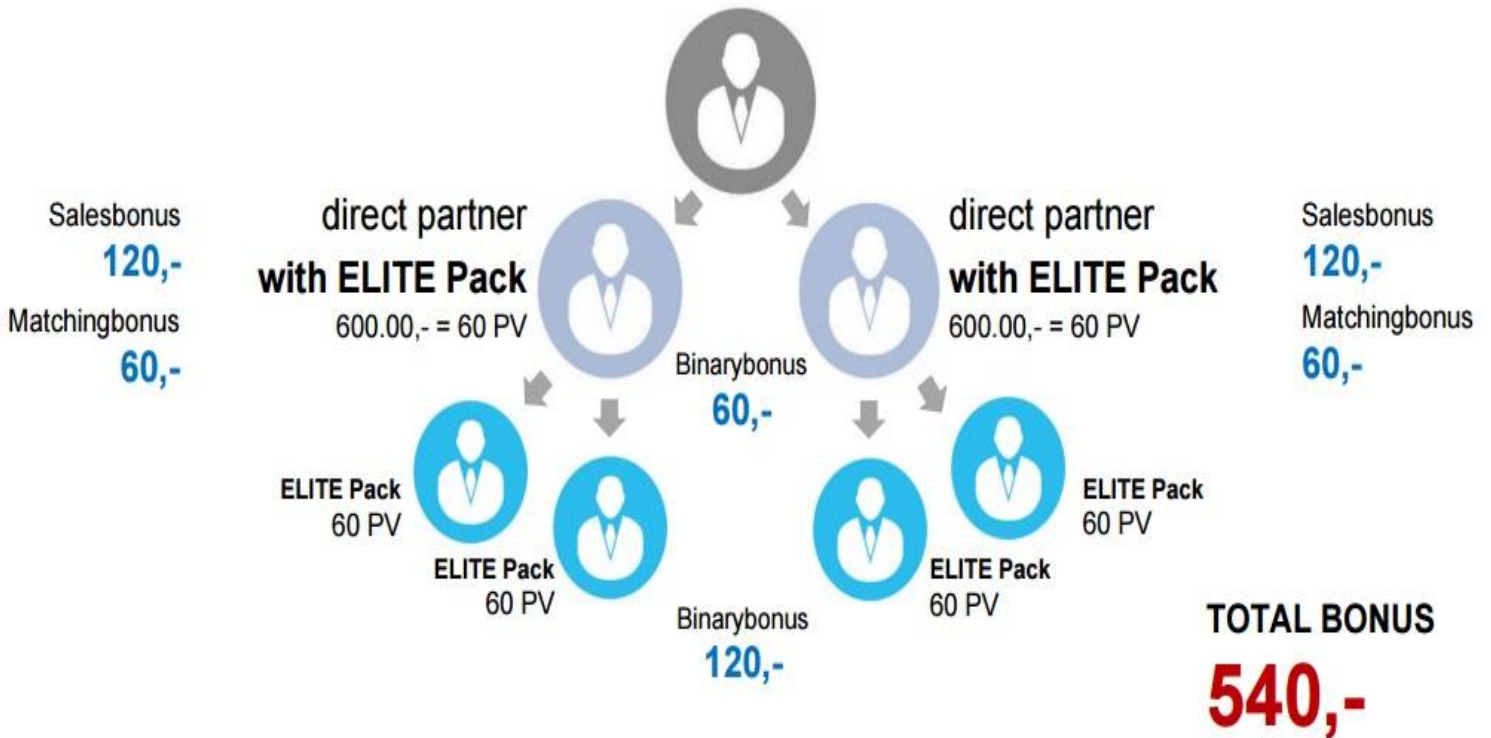 Salesbonus
120,-
Matchingbonus
60,-
direct partner
with ELITE Pack
600.00,- = 60 PV
direct partner
with ELITE Pack
600.00,- = 60 PV
Salesbonus
120,-
Matchingbonus
60,-
Binarybonus
60,-
ELITE Pack
60 PV
ELITE Pack
60 PV
ELITE Pack
60 PV
ELITE Pack
60 PV
Binarybonus
120,-
TOTAL BONUS
540,-